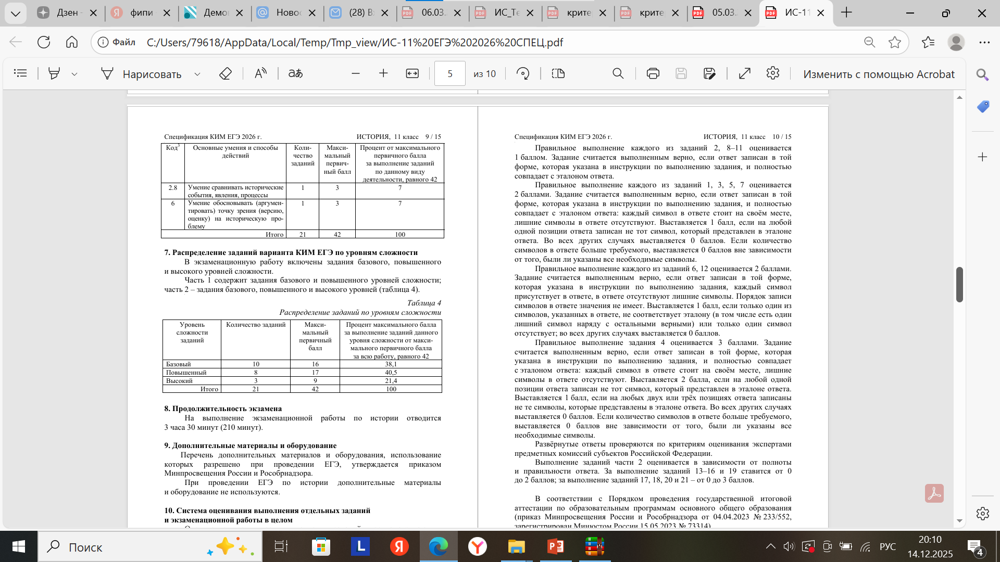 Дзен -
фипи -
Демо
Новос
(28) Вх
06.03.
ИС_Те
крите
крите
05.03.
ИС-11
Файл
C:/Users/79618/AppData/Local/Temp/Tmp_view/ИС-11%20ЕГЭ%202026%20СПЕЦ.pdf
Нарисовать
5
из 10
Изменить с помощью Acrobat
Спецификация КИМ ЕГЭ 2026 г. ИСТОРИЯ, 11 класс 9 / 15
Код3 Основные умения и способы действий Коли-чество заданий Макси-мальный первич-ный балл Процент от максимального первичного балла за выполнение заданий по данному виду деятельности, равного 42
2.8 Умение сравнивать исторические события, явления, процессы 1 3 7
6 Умение обосновывать (аргумен-тировать) точку зрения (версию, оценку) на историческую про-блему 1 3 7
Итого 21 42 100
7. Распределение заданий варианта КИМ ЕГЭ по уровням сложности
В экзаменационную работу включены задания базового, повышенного
и высокого уровней сложности.
Часть 1 содержит задания базового и повышенного уровней сложности;
часть 2 – задания базового, повышенного и высокого уровней (таблица 4).
Таблица 4
Распределение заданий по уровням сложности
Уровень сложности заданий Количество заданий Макси-мальный первичный балл Процент максимального балла за выполнение заданий данного уровня сложности от макси-мального первичного балла за всю работу, равного 42
Базовый 10 16 38,1
Повышенный 8 17 40,5
Высокий 3 9 21,4
Итого 21 42 100
8. Продолжительность экзамена
На выполнение экзаменационной работы по истории отводится
3 часа 30 минут (210 минут).
9. Дополнительные материалы и оборудование
Перечень дополнительных материалов и оборудования, использование
которых разрешено при проведении ЕГЭ, утверждается приказом
Минпросвещения России и Рособрнадзора.
При проведении ЕГЭ по истории дополнительные материалы
и оборудование не используются.
10. Система оценивания выполнения отдельных заданий
и экзаменационной работы в целом
Спецификация КИМ ЕГЭ 2026 г. ИСТОРИЯ, 11 класс 10 / 15
Правильное выполнение каждого из заданий 2, 8–11 оценивается
1 баллом. Задание считается выполненным верно, если ответ записан в той
форме, которая указана в инструкции по выполнению задания, и полностью
совпадает с эталоном ответа.
Правильное выполнение каждого из заданий 1, 3, 5, 7 оценивается
2 баллами. Задание считается выполненным верно, если ответ записан в той
форме, которая указана в инструкции по выполнению задания, и полностью
совпадает с эталоном ответа: каждый символ в ответе стоит на своём месте,
лишние символы в ответе отсутствуют. Выставляется 1 балл, если на любой
одной позиции ответа записан не тот символ, который представлен в эталоне
ответа. Во всех других случаях выставляется 0 баллов. Если количество
символов в ответе больше требуемого, выставляется 0 баллов вне зависимости
от того, были ли указаны все необходимые символы.
Правильное выполнение каждого из заданий 6, 12 оценивается 2 баллами.
Задание считается выполненным верно, если ответ записан в той форме,
которая указана в инструкции по выполнению задания, каждый символ
присутствует в ответе, в ответе отсутствуют лишние символы. Порядок записи
символов в ответе значения не имеет. Выставляется 1 балл, если только один из
символов, указанных в ответе, не соответствует эталону (в том числе есть один
лишний символ наряду с остальными верными) или только один символ
отсутствует; во всех других случаях выставляется 0 баллов.
Правильное выполнение задания 4 оценивается 3 баллами. Задание
считается выполненным верно, если ответ записан в той форме, которая
указана в инструкции по выполнению задания, и полностью совпадает
с эталоном ответа: каждый символ в ответе стоит на своём месте, лишние
символы в ответе отсутствуют. Выставляется 2 балла, если на любой одной
позиции ответа записан не тот символ, который представлен в эталоне ответа.
Выставляется 1 балл, если на любых двух или трёх позициях ответа записаны
не те символы, которые представлены в эталоне ответа. Во всех других случаях
выставляется 0 баллов. Если количество символов в ответе больше требуемого,
выставляется 0 баллов вне зависимости от того, были ли указаны все
необходимые символы.
Развёрнутые ответы проверяются по критериям оценивания экспертами
предметных комиссий субъектов Российской Федерации.
Выполнение заданий части 2 оценивается в зависимости от полноты
и правильности ответа. За выполнение заданий 13–16 и 19 ставится от 0
до 2 баллов; за выполнение заданий 17, 18, 20 и 21 – от 0 до 3 баллов.
В соответствии с Порядком проведения государственной итоговой
аттестации по образовательным программам основного общего образования
(приказ Минпросвещения России и Рособрнадзора от 04.04.2023 № 233/552,
зарегистрирован Минюстом России 15.05.2023 № 73314)
Поиск
РУС
20:10
14.12.2025
4